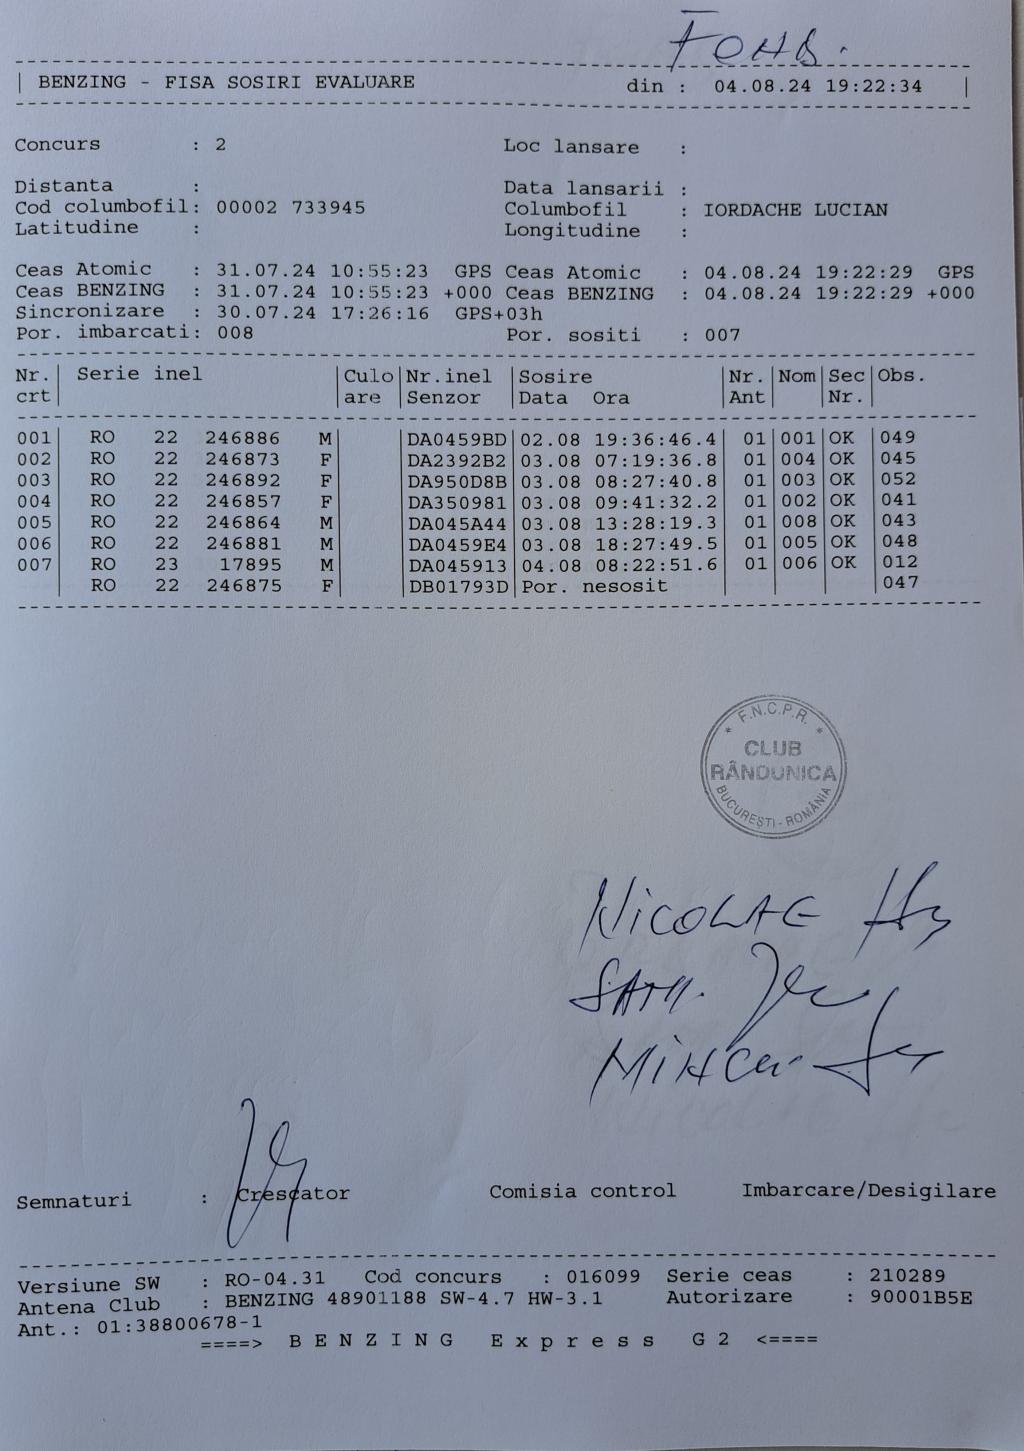 | BENZING - FISA SOSIRI EVALUARE din : 04.08.24 19:22:34 |
Concurs : 2 Loc lansare :
Distanta : Data lansarii :
Cod columbofil: 00002 733945 Columbofil : IORDACHE LUCIAN
Latitudine : Longitudine :
Ceas Atomic : 31.07.24 10:55:23 GPS Ceas Atomic : 04.08.24 19:22:29 GPS
Ceas BENZING : 31.07.24 10:55:23 +000 Ceas BENZING : 04.08.24 19:22:29 +000
Sincronizare : 30.07.24 17:26:16 GPS+03h
Por. imbarcati: 008 Por. sositi : 007
Nr.| Serie inel |Culo|Nr.inel |Sosire |Nr.|Nom|Sec|Obs.
crt| |are |Senzor |Data Ora |Ant| |Nr.|
001| RO 22 246886 M| |DA0459BD|02.08 19:36:46.4| 01|001|OK |049
002| RO 22 246873 F| |DA2392B2|03.08 07:19:36.8| 01|004|OK |045
003| RO 22 246892 F| |DA950D8B|03.08 08:27:40.8| 01|003|OK |052
004| RO 22 246857 F| |DA350981|03.08 09:41:32.2| 01|002|OK |041
005| RO 22 246864 M| |DA045A44|03.08 13:28:19.3| 01|008|OK |043
006| RO 22 246881 M| |DA0459E4|03.08 18:27:49.5| 01|005|OK |048
007| RO 23 17895 M| |DA045913|04.08 08:22:51.6| 01|006|OK |012
| RO 22 246875 F| |DB01793D|Por. nesosit | | | |047
* F.N.C.P.R. *
CLUB
RÂNDUNICA
BUCUREȘTI - ROMÂNIA
NICOLAE
Semnaturi : Crescator Comisia control Imbarcare/Desigilare
Versiune SW : RO-04.31 Cod concurs : 016099 Serie ceas : 210289
Antena Club : BENZING 48901188 SW-4.7 HW-3.1 Autorizare : 90001B5E
Ant.: 01:38800678-1
====> B E N Z I N G E x p r e s s G 2 <====